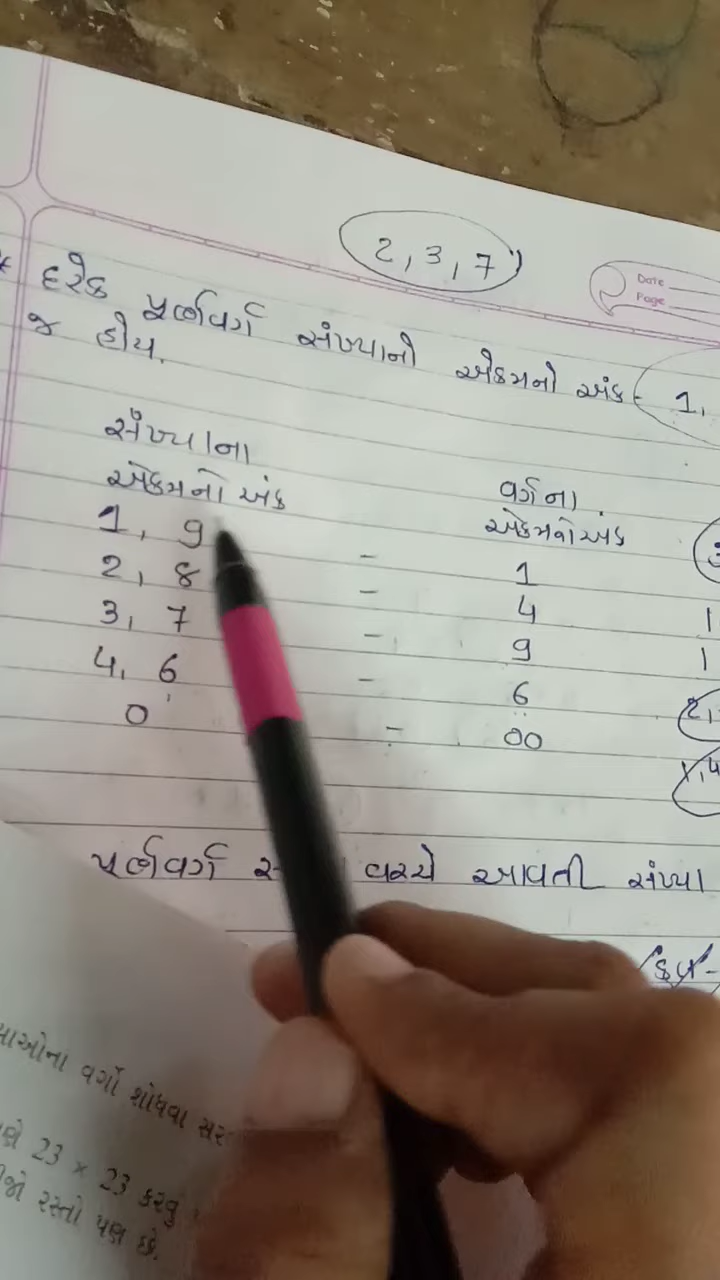 2, 3, 7
Date
Page
* દરેક પૂર્ણવર્ગ સંખ્યાનો એકમનો અંક - 1,
જ હોય.
સંખ્યાના
એકમનો અંક
વર્ગના
એકમનો અંક
1, 9 - 1
2, 8 - 4
3, 7 - 9
4, 6 - 6
0 - 00
પૂર્ણવર્ગ વચ્ચે આવતી સંખ્યા
વર્ગો શોધવા
23 × 23 કરવું
રસ્તો પણ છે.